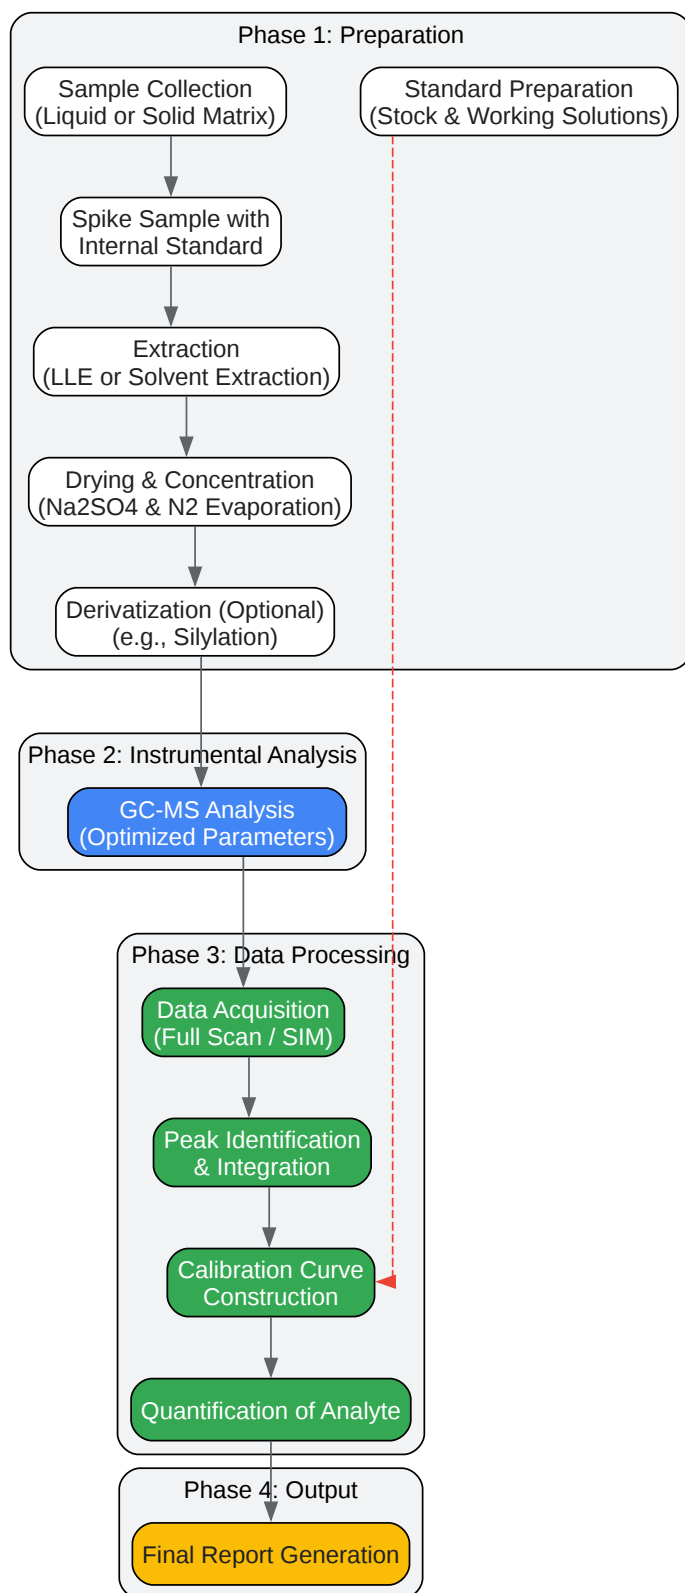 Phase 1: Preparation
Sample Collection
(Liquid or Solid Matrix)
Standard Preparation
(Stock & Working Solutions)
Spike Sample with
Internal Standard
Extraction
(LLE or Solvent Extraction)
Drying & Concentration
(Na2SO4 & N2 Evaporation)
Derivatization (Optional)
(e.g., Silylation)
Phase 2: Instrumental Analysis
GC-MS Analysis
(Optimized Parameters)
Phase 3: Data Processing
Data Acquisition
(Full Scan / SIM)
Peak Identification
& Integration
Calibration Curve
Construction
Quantification of Analyte
Phase 4: Output
Final Report Generation